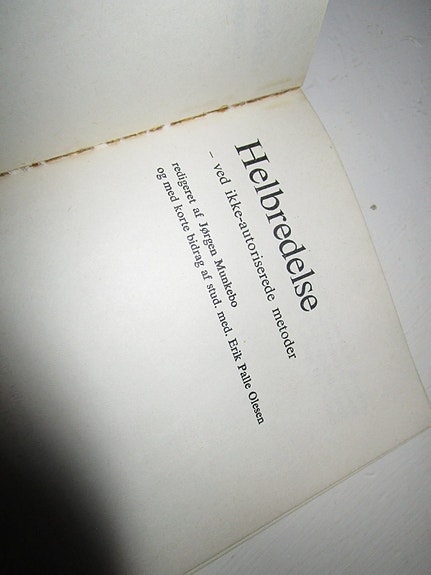 Helbredelse
– ved ikke-autoriserede metoder
redigeret af Jørgen Munkebo
og med korte bidrag af stud. med. Erik Palle Olesen